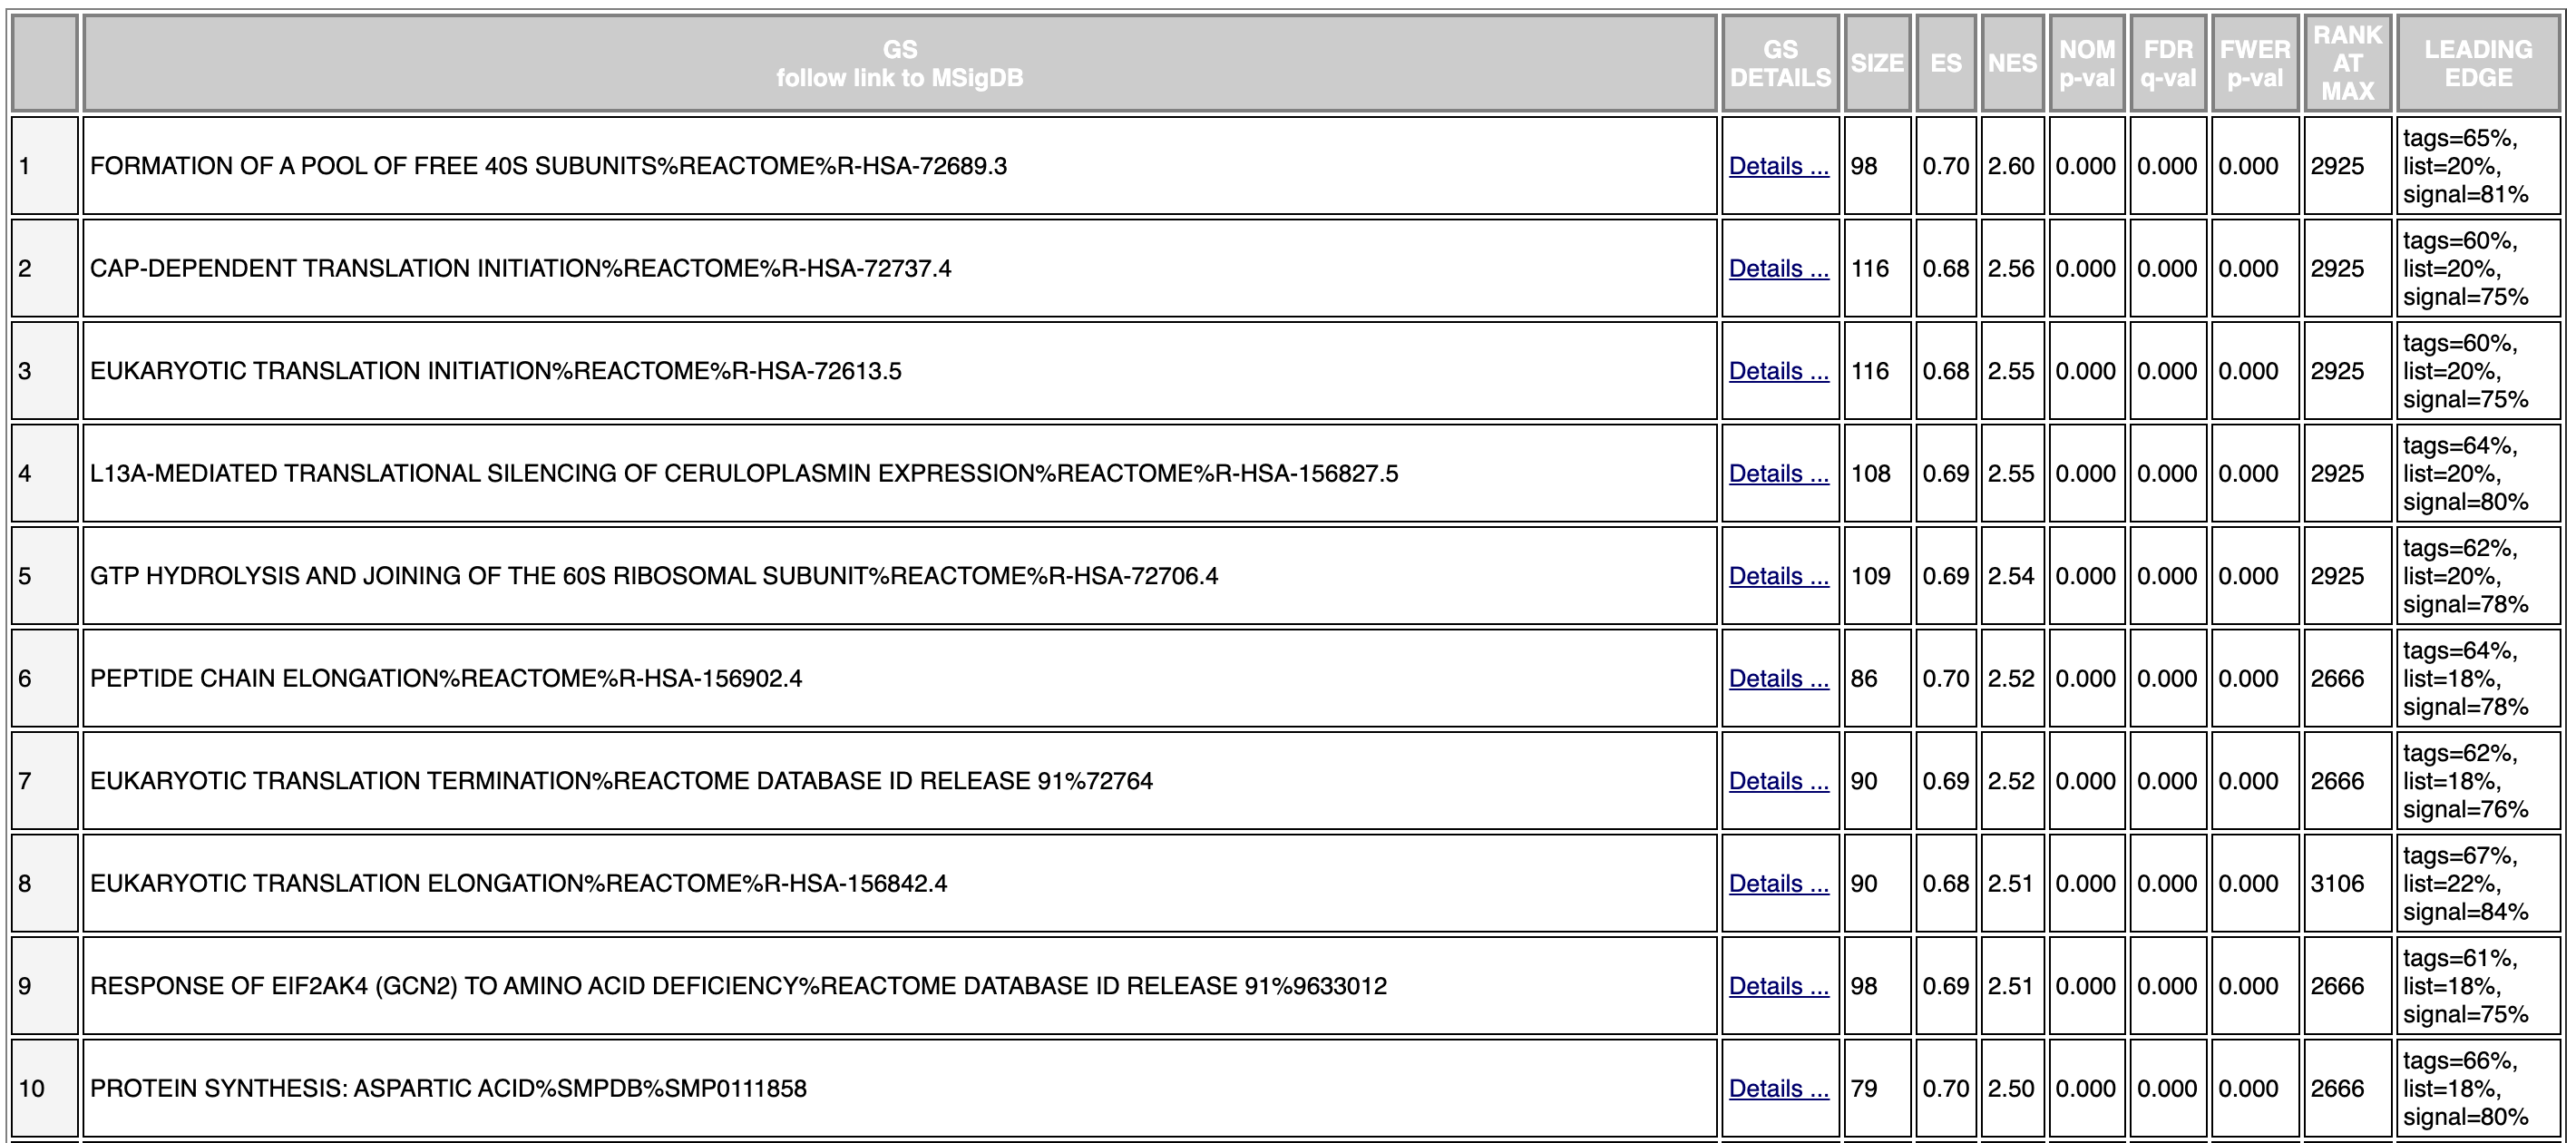 GS
follow link to MSigDB
GS
DETAILS
SIZE
ES
NES
NOM
p-val
FDR
q-val
FWER
p-val
RANK
AT
MAX
LEADING
EDGE
1 FORMATION OF A POOL OF FREE 40S SUBUNITS%REACTOME%R-HSA-72689.3 Details ... 98 0.70 2.60 0.000 0.000 0.000 2925 tags=65%,
list=20%,
signal=81%
2 CAP-DEPENDENT TRANSLATION INITIATION%REACTOME%R-HSA-72737.4 Details ... 116 0.68 2.56 0.000 0.000 0.000 2925 tags=60%,
list=20%,
signal=75%
3 EUKARYOTIC TRANSLATION INITIATION%REACTOME%R-HSA-72613.5 Details ... 116 0.68 2.55 0.000 0.000 0.000 2925 tags=60%,
list=20%,
signal=75%
4 L13A-MEDIATED TRANSLATIONAL SILENCING OF CERULOPLASMIN EXPRESSION%REACTOME%R-HSA-156827.5 Details ... 108 0.69 2.55 0.000 0.000 0.000 2925 tags=64%,
list=20%,
signal=80%
5 GTP HYDROLYSIS AND JOINING OF THE 60S RIBOSOMAL SUBUNIT%REACTOME%R-HSA-72706.4 Details ... 109 0.69 2.54 0.000 0.000 0.000 2925 tags=62%,
list=20%,
signal=78%
6 PEPTIDE CHAIN ELONGATION%REACTOME%R-HSA-156902.4 Details ... 86 0.70 2.52 0.000 0.000 0.000 2666 tags=64%,
list=18%,
signal=78%
7 EUKARYOTIC TRANSLATION TERMINATION%REACTOME DATABASE ID RELEASE 91%72764 Details ... 90 0.69 2.52 0.000 0.000 0.000 2666 tags=62%,
list=18%,
signal=76%
8 EUKARYOTIC TRANSLATION ELONGATION%REACTOME%R-HSA-156842.4 Details ... 90 0.68 2.51 0.000 0.000 0.000 3106 tags=67%,
list=22%,
signal=84%
9 RESPONSE OF EIF2AK4 (GCN2) TO AMINO ACID DEFICIENCY%REACTOME DATABASE ID RELEASE 91%9633012 Details ... 98 0.69 2.51 0.000 0.000 0.000 2666 tags=61%,
list=18%,
signal=75%
10 PROTEIN SYNTHESIS: ASPARTIC ACID%SMPDB%SMP0111858 Details ... 79 0.70 2.50 0.000 0.000 0.000 2666 tags=66%,
list=18%,
signal=80%